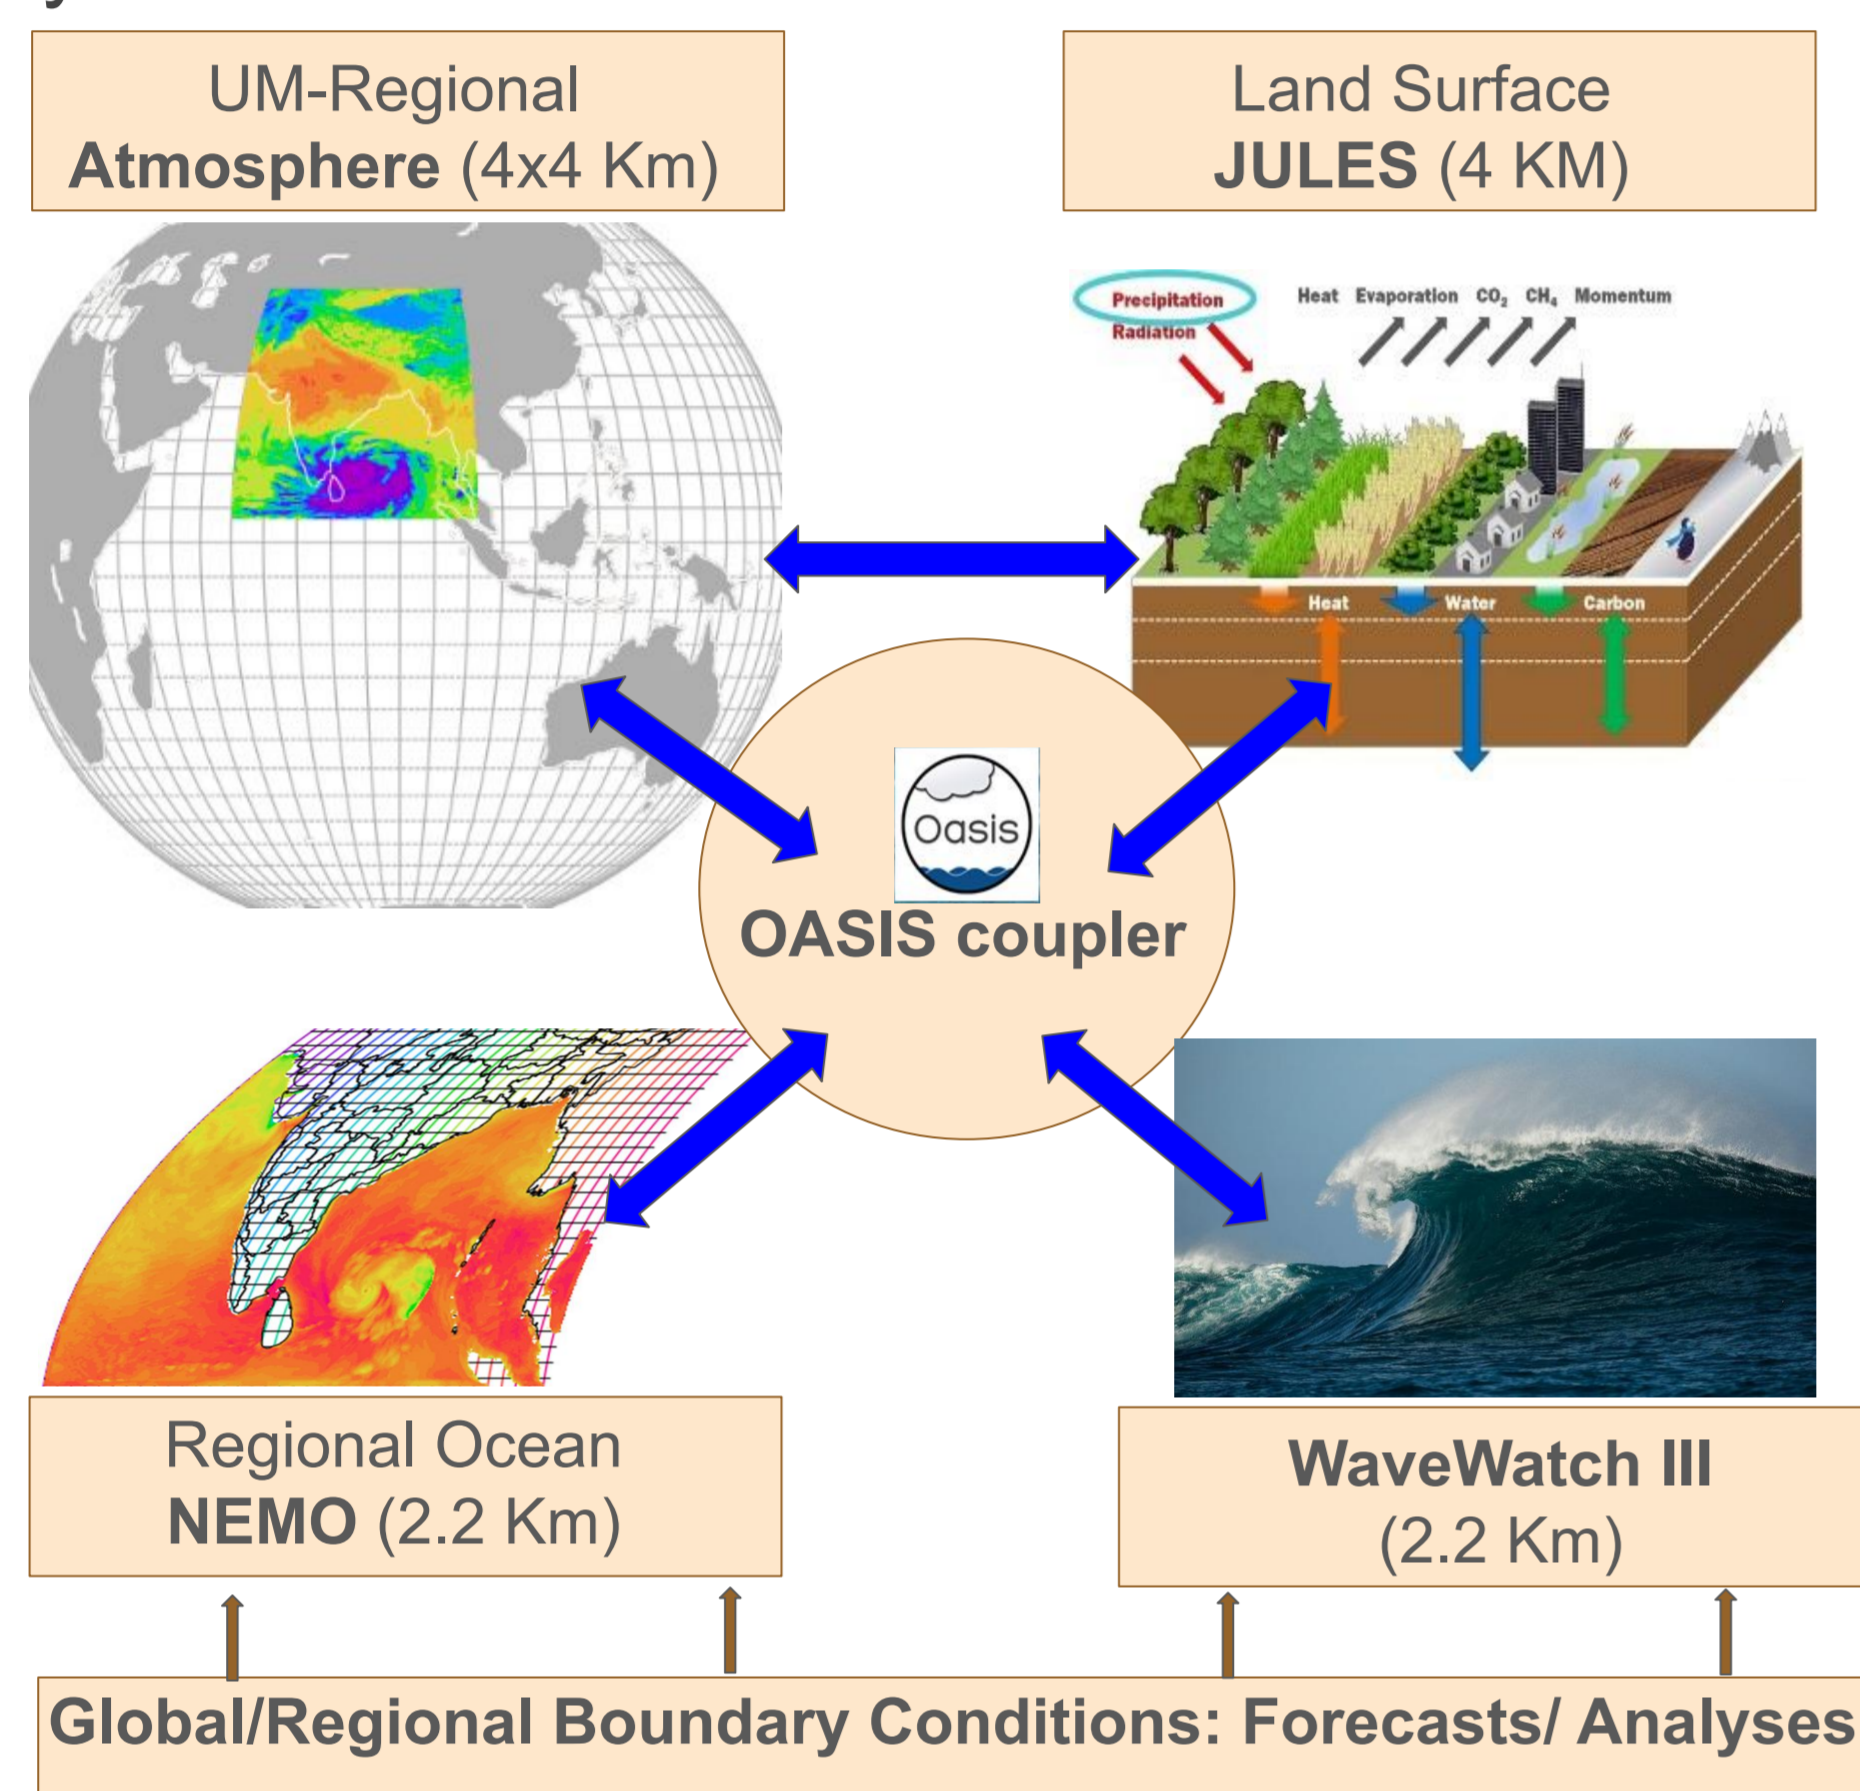 UM-Regional
Atmosphere (4x4 Km)
Land Surface
JULES (4 KM)
Precipitation
Radiation
Heat Evaporation CO₂ CH₄ Momentum
Heat Water Carbon
Oasis
OASIS coupler
Regional Ocean
NEMO (2.2 Km)
WaveWatch III
(2.2 Km)
Global/Regional Boundary Conditions: Forecasts/ Analyses